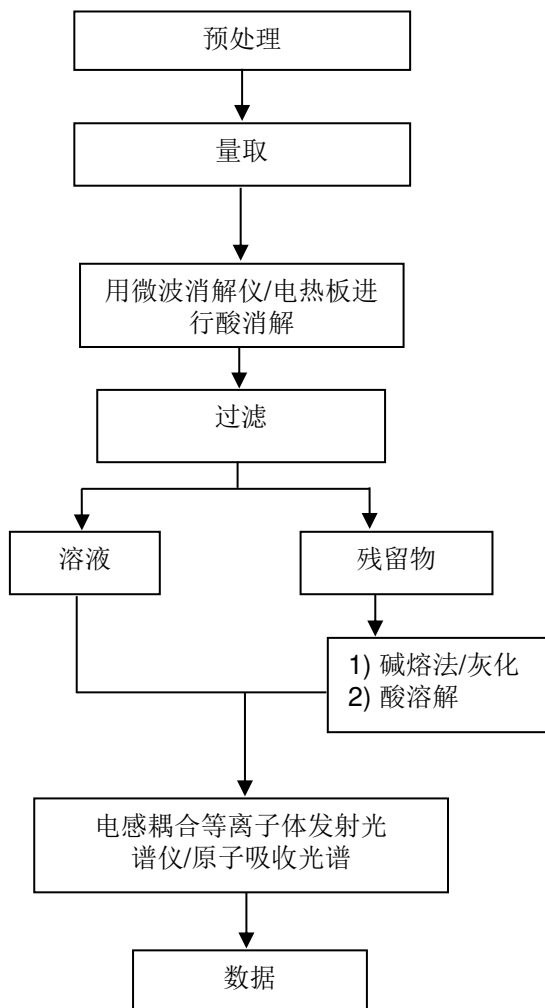 预处理
量取
用微波消解仪/电热板进
行酸消解
过滤
溶液
残留物
1) 碱熔法/灰化
2) 酸溶解
电感耦合等离子体发射光
谱仪/原子吸收光谱
数据